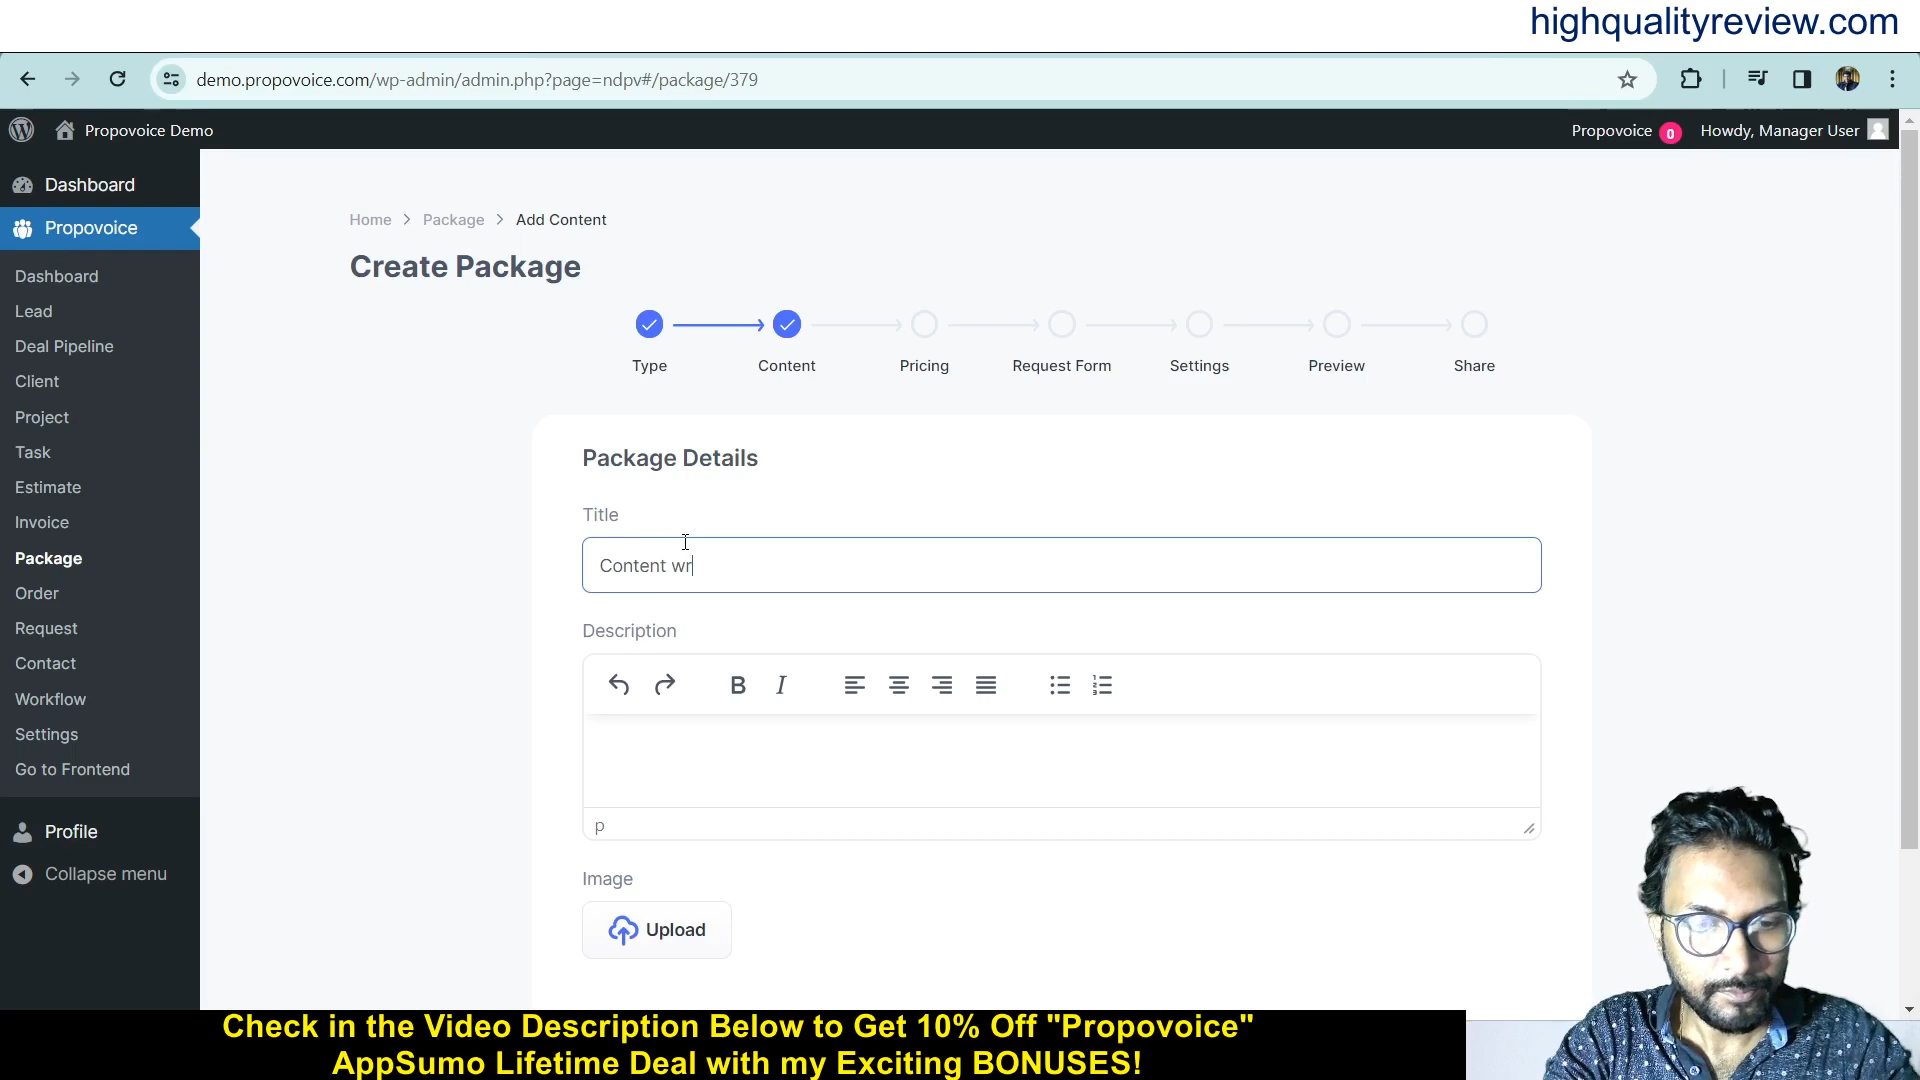 highqualityreview.com
demo.propovoice.com/wp-admin/admin.php?page=ndpv#/package/379
Propovoice Demo
Propovoice 0 Howdy, Manager User
Dashboard
Propovoice
Dashboard
Lead
Deal Pipeline
Client
Project
Task
Estimate
Invoice
Package
Order
Request
Contact
Workflow
Settings
Go to Frontend
Profile
Collapse menu
Home > Package > Add Content
Create Package
Type Content Pricing Request Form Settings Preview Share
Package Details
Title
Content wr
Description
B I
p
Image
Upload
Check in the Video Description Below to Get 10% Off "Propovoice"
AppSumo Lifetime Deal with my Exciting BONUSES!